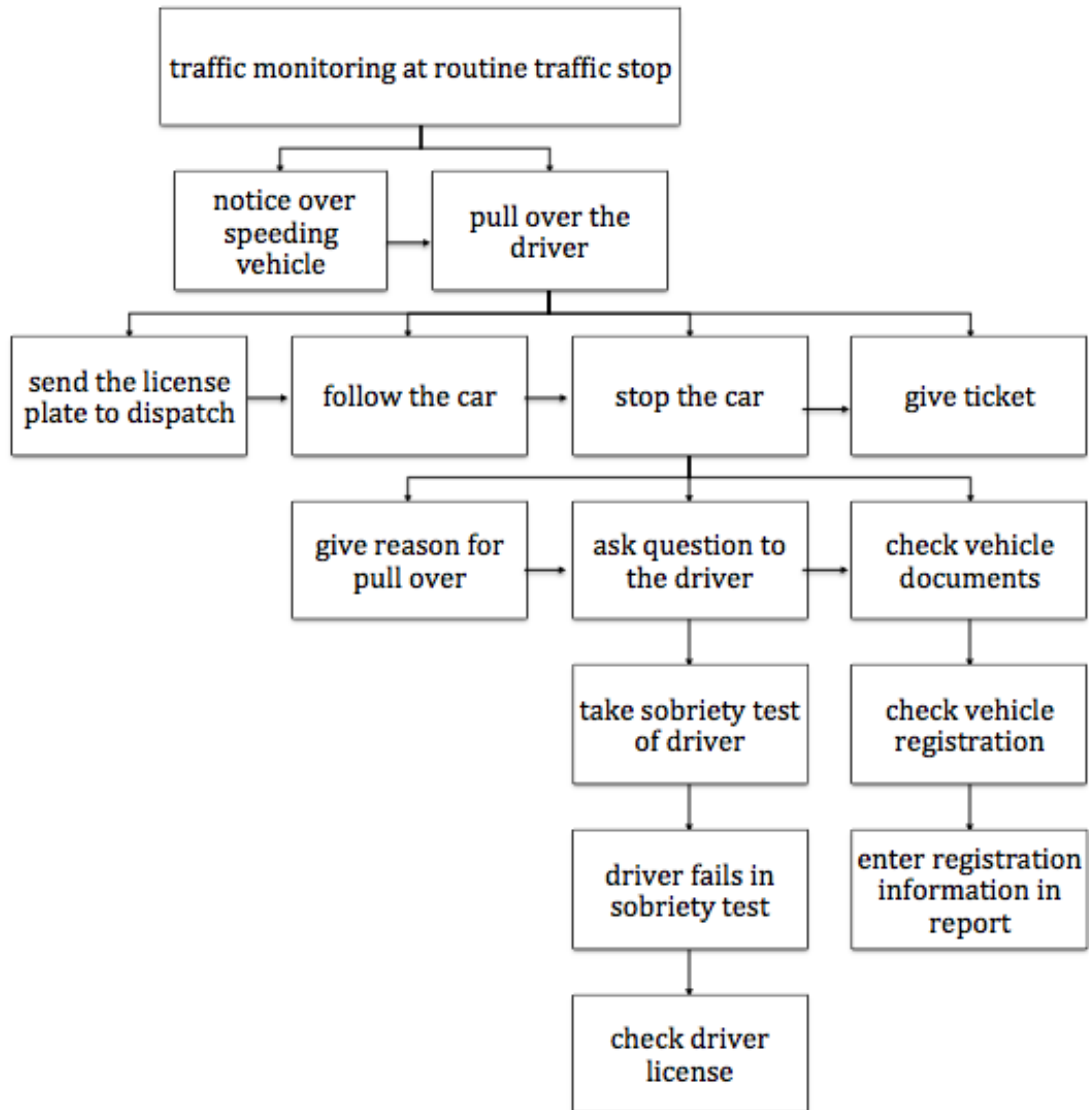 traffic monitoring at routine traffic stop
notice over
speeding
vehicle
pull over the
driver
send the license
plate to dispatch
follow the car
stop the car
give ticket
give reason for
pull over
ask question to
the driver
check vehicle
documents
take sobriety test
of driver
check vehicle
registration
driver fails in
sobriety test
enter registration
information in
report
check driver
license